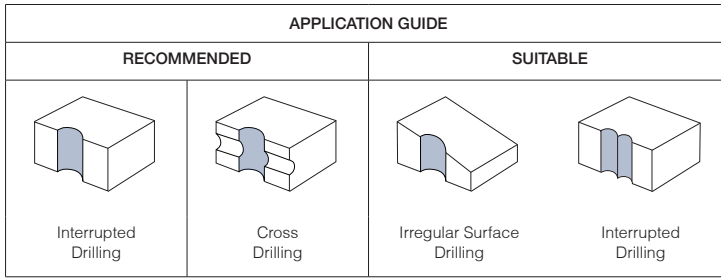 APPLICATION GUIDE
RECOMMENDED
SUITABLE
Interrupted
Drilling
Cross
Drilling
Irregular Surface
Drilling
Interrupted
Drilling